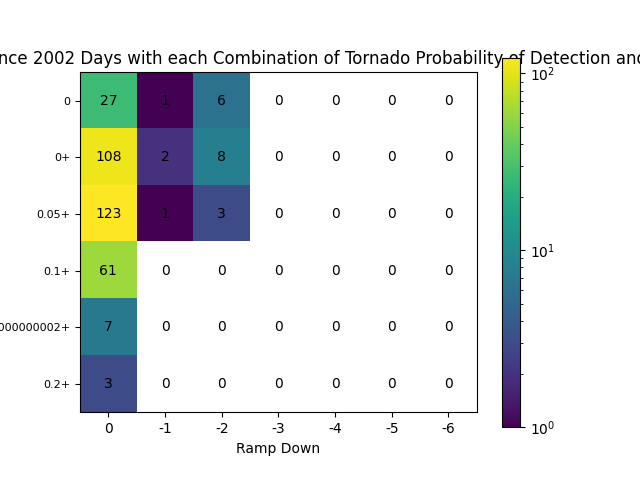 nce 2002 Days with each Combination of Tornado Probability of Detection and
0 27 1 6 0 0 0 0
0+ 108 2 8 0 0 0 0
0.05+ 123 1 3 0 0 0 0
0.1+ 61 0 0 0 0 0 0
000000002+ 7 0 0 0 0 0 0
0.2+ 3 0 0 0 0 0 0
0 -1 -2 -3 -4 -5 -6
Ramp Down
10²
10¹
10⁰